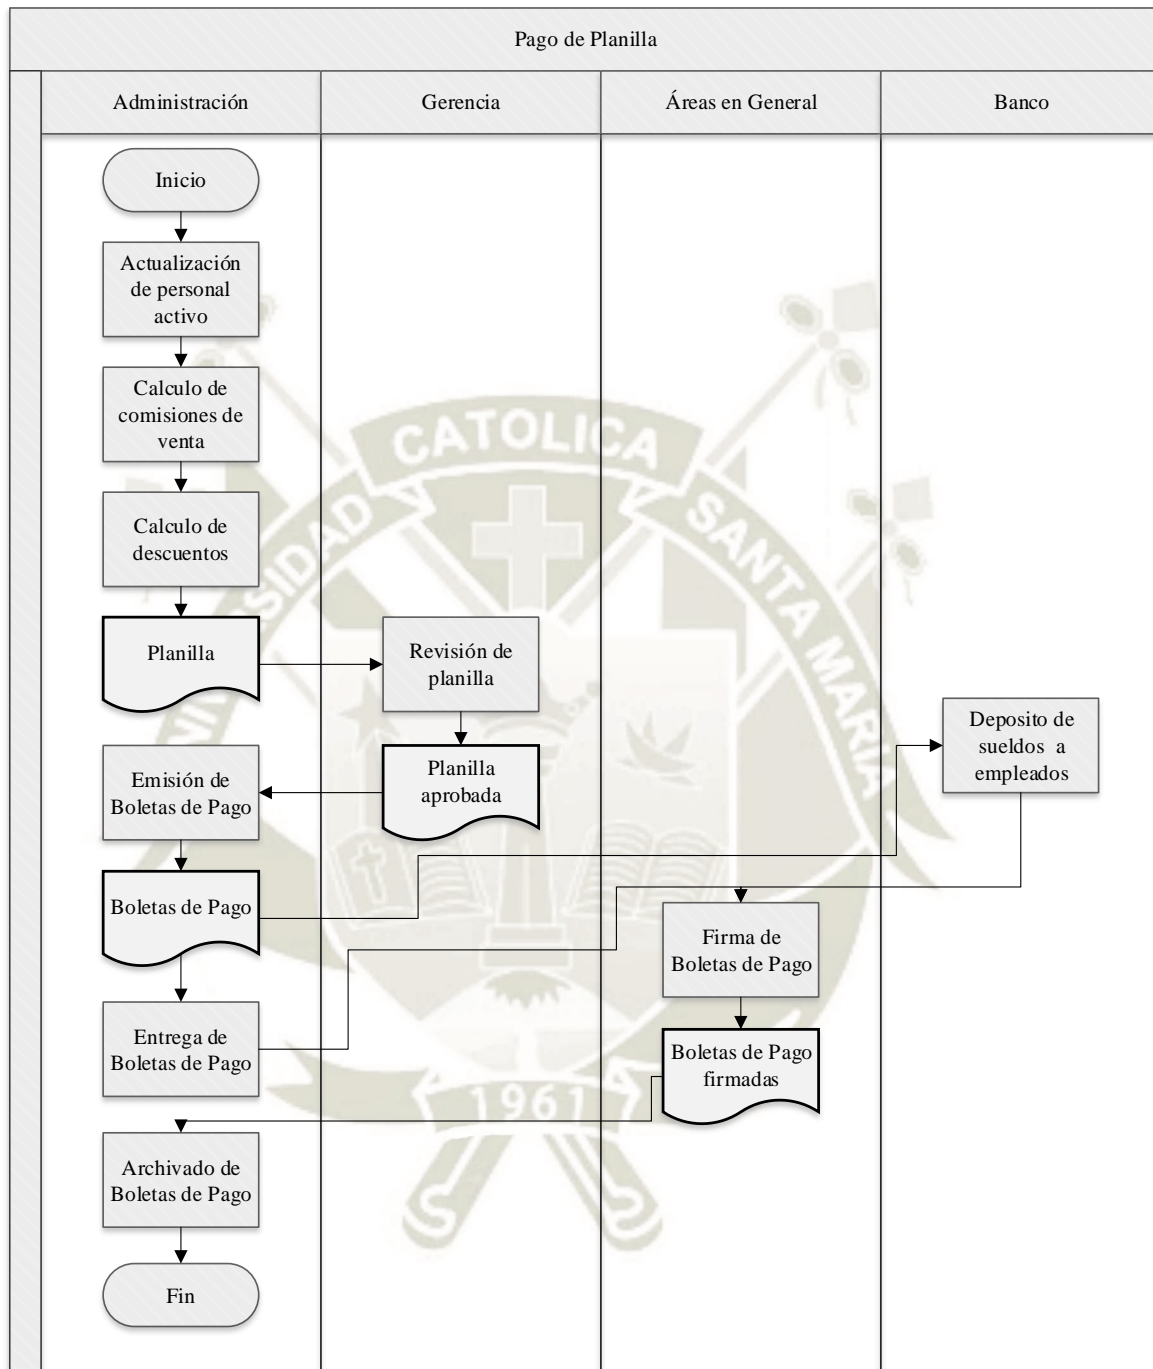 Pago de Planilla
Administración
Gerencia
Áreas en General
Banco
Inicio
Actualización
de personal
activo
Calculo de
comisiones de
venta
Calculo de
descuentos
Planilla
Revisión de
planilla
Planilla
aprobada
Deposito de
sueldos a
empleados
Emisión de
Boletas de Pago
Boletas de Pago
Firma de
Boletas de Pago
Entrega de
Boletas de Pago
Boletas de Pago
firmadas
Archivado de
Boletas de Pago
Fin
CATOLICA
SANTA MARIA
1961